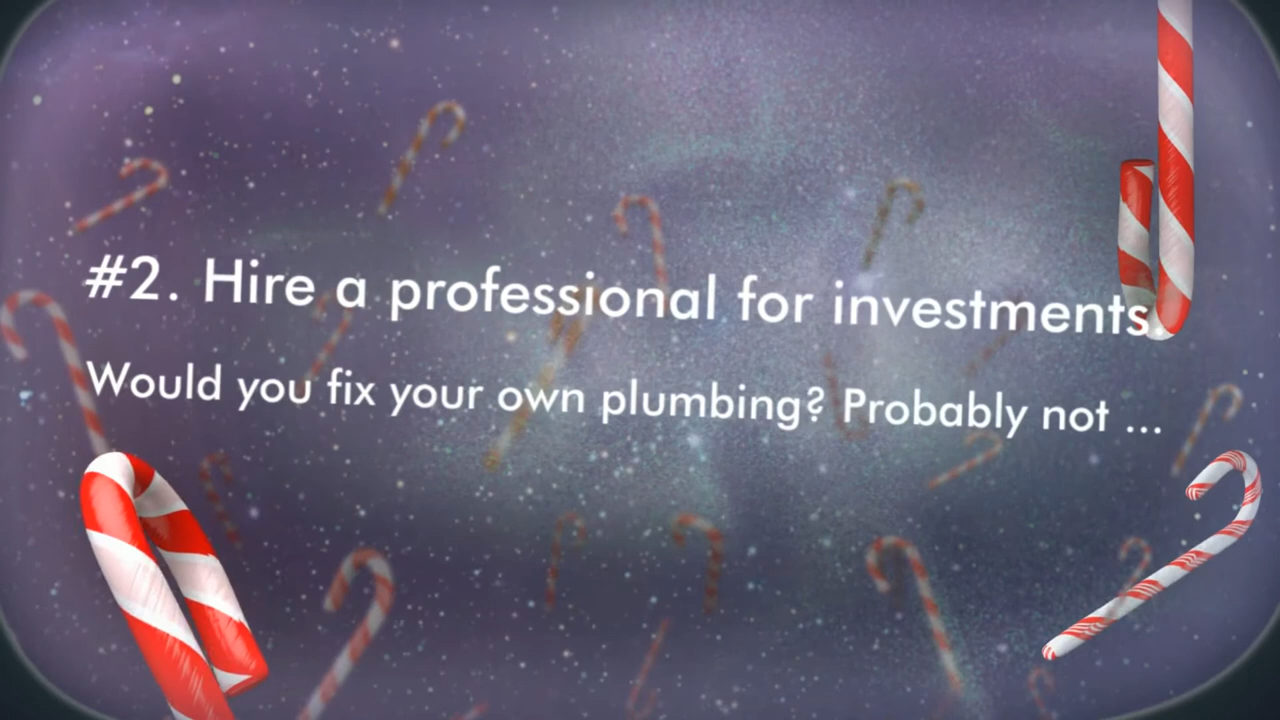 #2. Hire a professional for investments.
Would you fix your own plumbing? Probably not ...